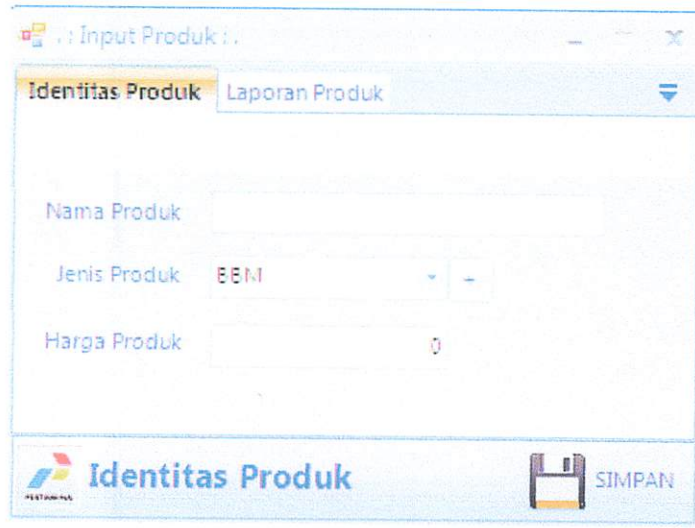 .: Input Produk :.
Identitas Produk Laporan Produk
Nama Produk
Jenis Produk BBM
Harga Produk 0
Identitas Produk SIMPAN